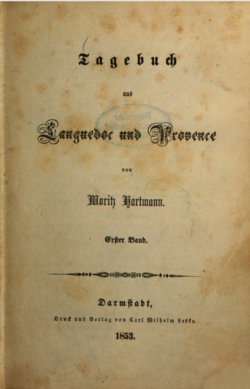 Tagebuch
aus
Languedoc und Provence
von
Moritz Hartmann.
Erster Band.
Darmstadt,
Druck und Verlag von Carl Wilhelm Leske.
1853.